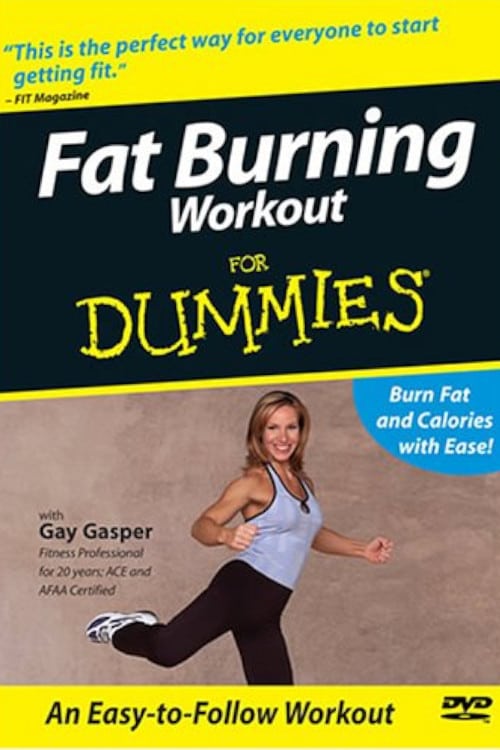 “This is the perfect way for everyone to start
getting fit.”
– FIT Magazine
Fat Burning
Workout
FOR
DUMMIES®
Burn Fat
and Calories
with Ease!
with
Gay Gasper
Fitness Professional
for 20 years; ACE and
AFAA Certified
An Easy-to-Follow Workout
DVD